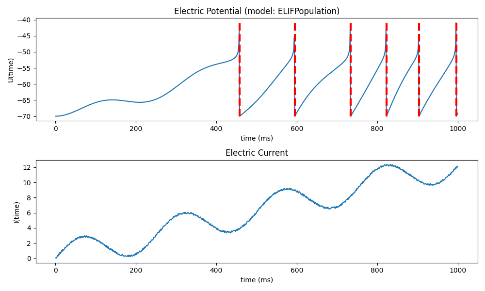 Electric Potential (model: ELIFPopulation)
−40
−45
−50
−55
−60
−65
−70
U(time)
0 200 400 600 800 1000
time (ms)
Electric Current
12
10
8
6
4
2
0
I(time)
0 200 400 600 800 1000
time (ms)